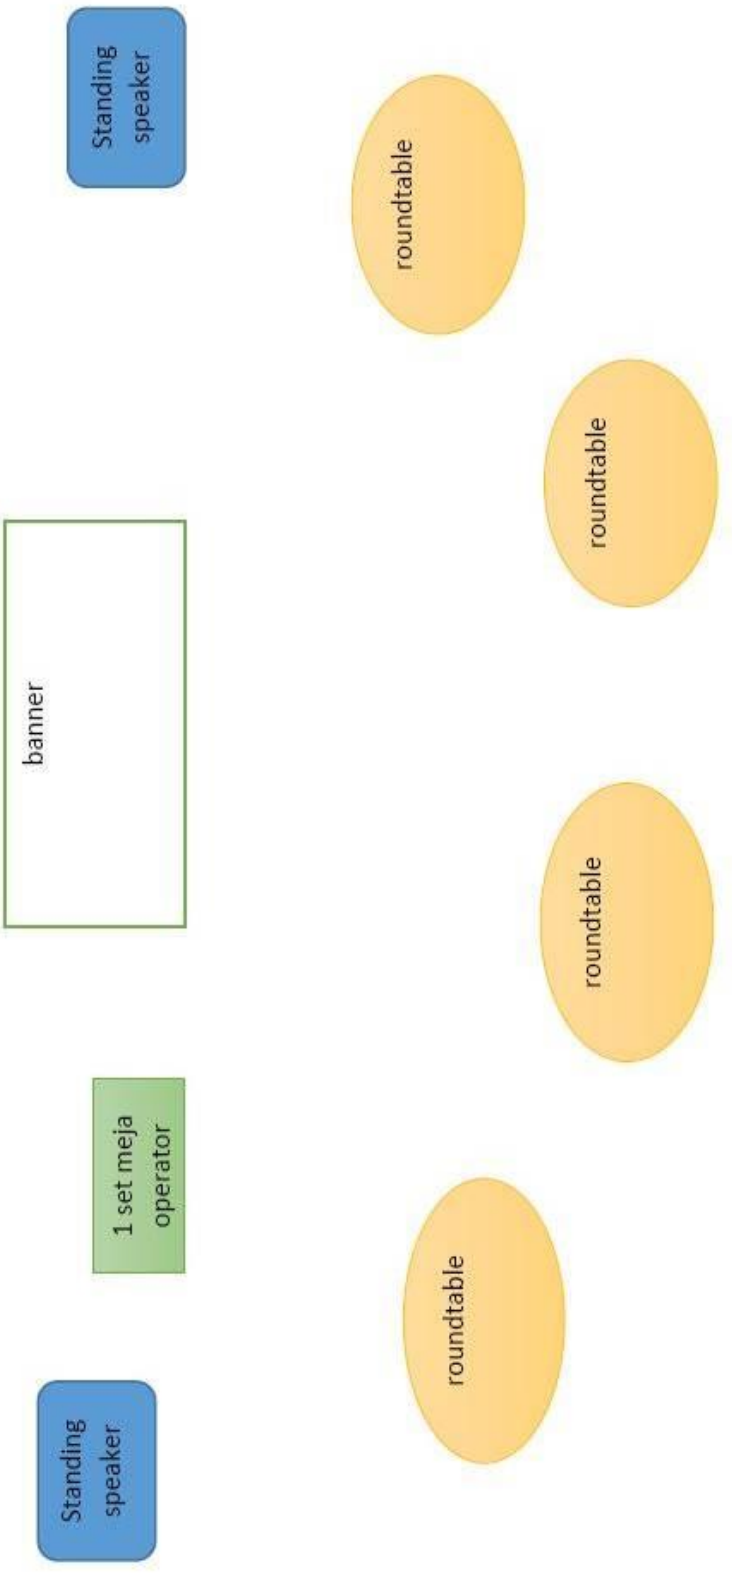 Standing
speaker
1 set meja
operator
banner
Standing
speaker
roundtable
roundtable
roundtable
roundtable